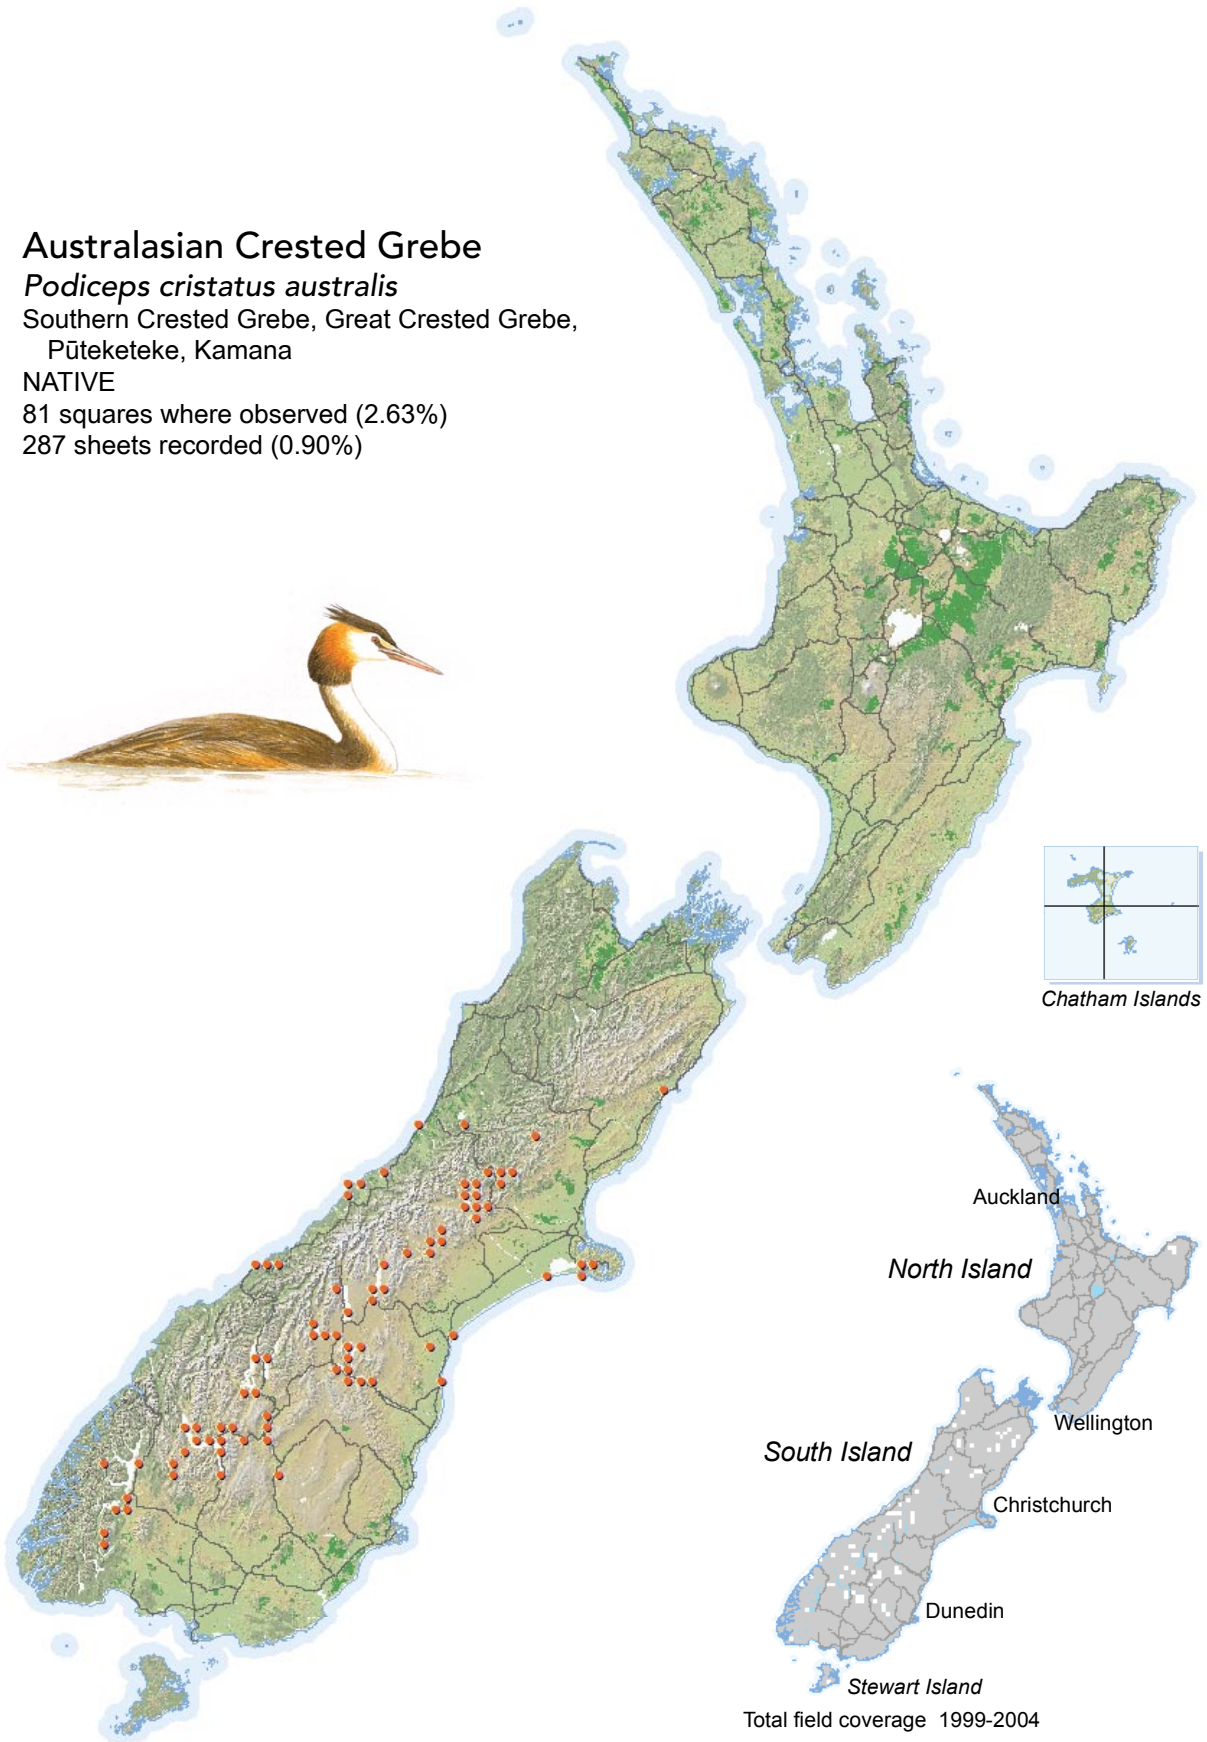 Australasian Crested Grebe
Podiceps cristatus australis
Southern Crested Grebe, Great Crested Grebe,
Pūteketeke, Kamana
NATIVE
81 squares where observed (2.63%)
287 sheets recorded (0.90%)
Chatham Islands
Auckland
North Island
Wellington
South Island
Christchurch
Dunedin
Stewart Island
Total field coverage 1999-2004